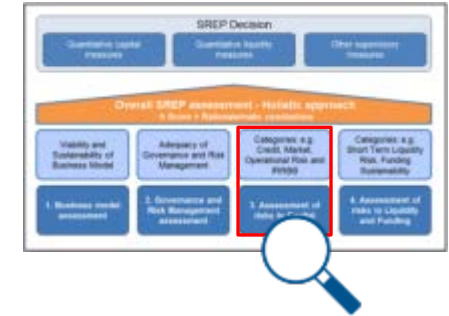 SREP Decision
Quantitative capital
measures
Quantitative liquidity
measures
Other supervisory
measures
Overall SREP assessment - Holistic approach
Viability and
Sustainability of
Business Model
Adequacy of
Governance and Risk
Management
Categories: e.g.
Credit, Market,
Operational Risk and
IRRBB
Categories: e.g.
Short Term Liquidity
Risk, Funding
Sustainability
1. Business model
assessment
2. Governance and
Risk Management
assessment
3. Assessment of
risks to Capital
4. Assessment of
risks to Liquidity
and Funding